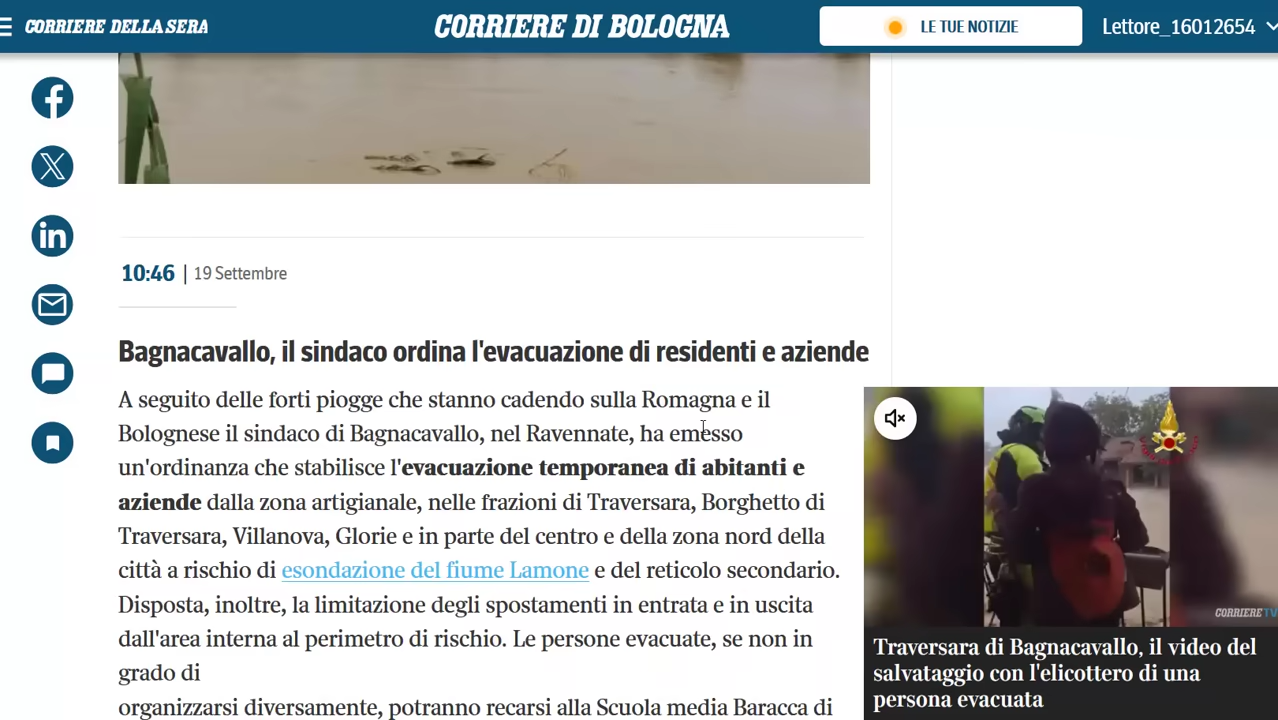 CORRIERE DELLA SERA
CORRIERE DI BOLOGNA
LE TUE NOTIZIE
Lettore_16012654
10:46 | 19 Settembre
Bagnacavallo, il sindaco ordina l'evacuazione di residenti e aziende
A seguito delle forti piogge che stanno cadendo sulla Romagna e il
Bolognese il sindaco di Bagnacavallo, nel Ravennate, ha emesso
un'ordinanza che stabilisce l'evacuazione temporanea di abitanti e
aziende dalla zona artigianale, nelle frazioni di Traversara, Borghetto di
Traversara, Villanova, Glorie e in parte del centro e della zona nord della
città a rischio di esondazione del fiume Lamone e del reticolo secondario.
Disposta, inoltre, la limitazione degli spostamenti in entrata e in uscita
dall'area interna al perimetro di rischio. Le persone evacuate, se non in
grado di
organizzarsi diversamente, potranno recarsi alla Scuola media Baracca di
CORRIERE TV
Traversara di Bagnacavallo, il video del
salvataggio con l'elicottero di una
persona evacuata